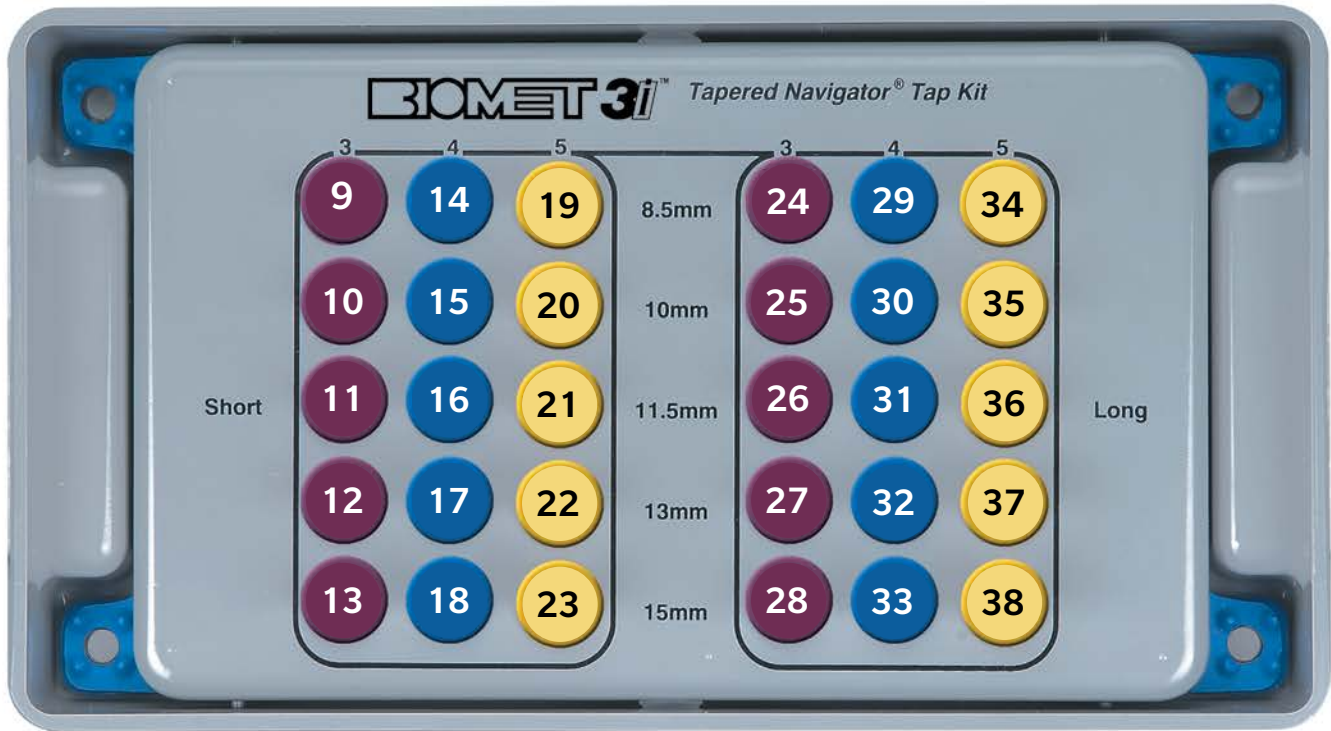 BIOMET 3i™ Tapered Navigator® Tap Kit
3 4 5 3 4 5
9 14 19 8.5mm 24 29 34
10 15 20 10mm 25 30 35
Short 11 16 21 11.5mm 26 31 36 Long
12 17 22 13mm 27 32 37
13 18 23 15mm 28 33 38